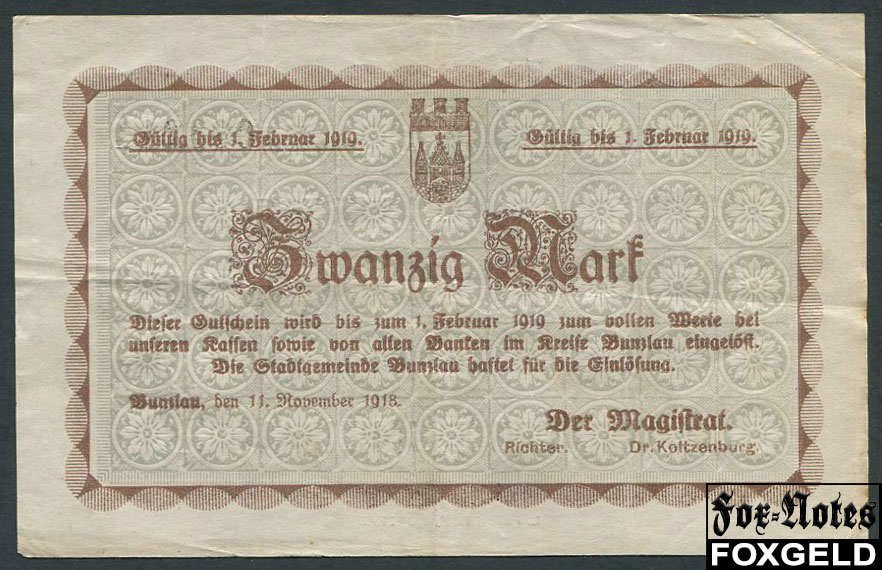 Gültig bis 1. Februar 1919.
Gültig bis 1. Februar 1919.
Zwanzig Mark
Dieser Gutschein wird bis zum 1. Februar 1919 zum vollen Werte bei
unseren Kassen sowie von allen Banken im Kreise Bunzlau eingelöst.
Die Stadtgemeinde Bunzlau haftet für die Einlösung.
Bunzlau, den 11. November 1918.
Der Magistrat.
Richter. Dr. Koitzenburg.
Fox-Notes
FOXGELD